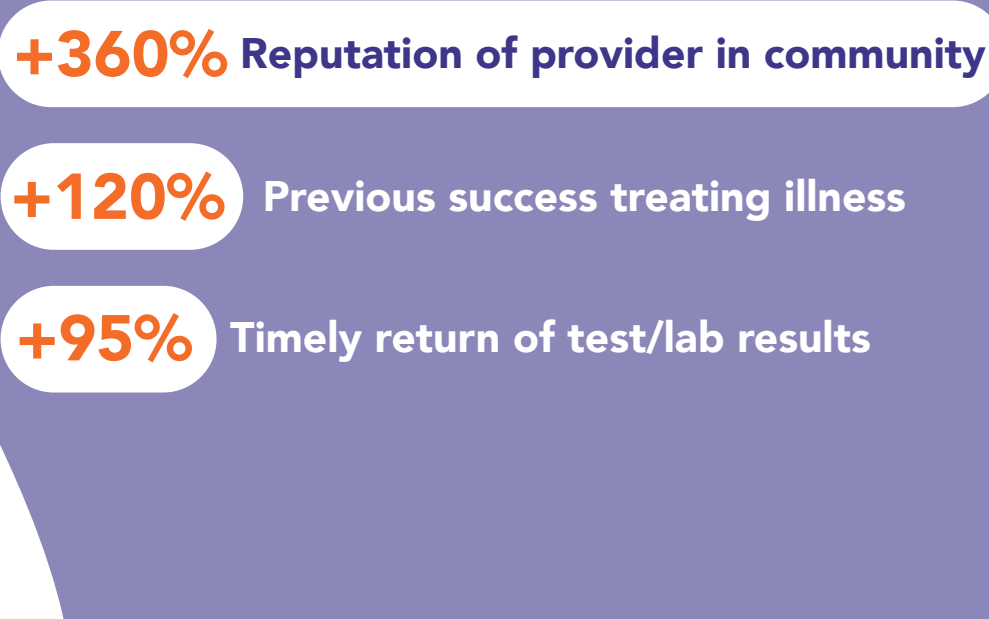 +360% Reputation of provider in community
+120% Previous success treating illness
+95% Timely return of test/lab results